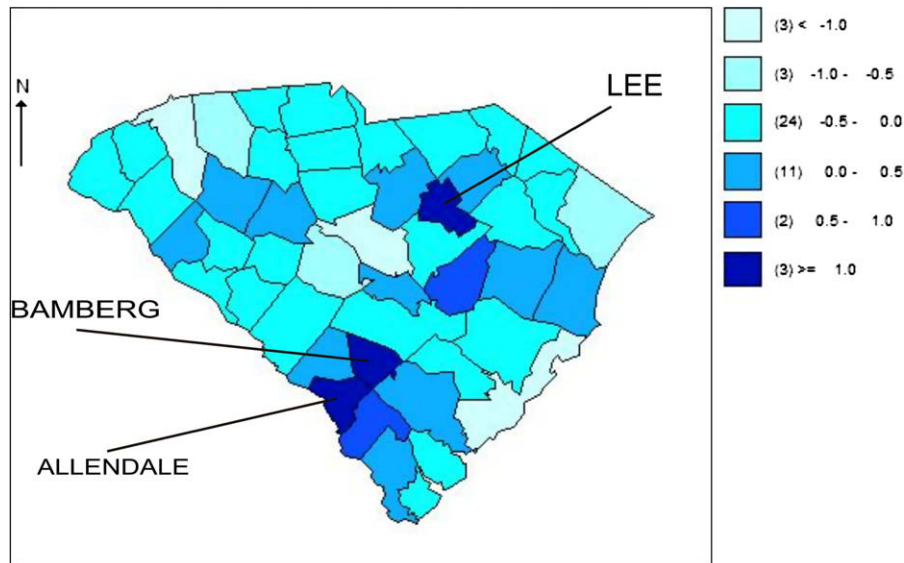 N
LEE
BAMBERG
ALLENDALE
(3) < -1.0
(3) -1.0 - -0.5
(24) -0.5 - 0.0
(11) 0.0 - 0.5
(2) 0.5 - 1.0
(3) >= 1.0